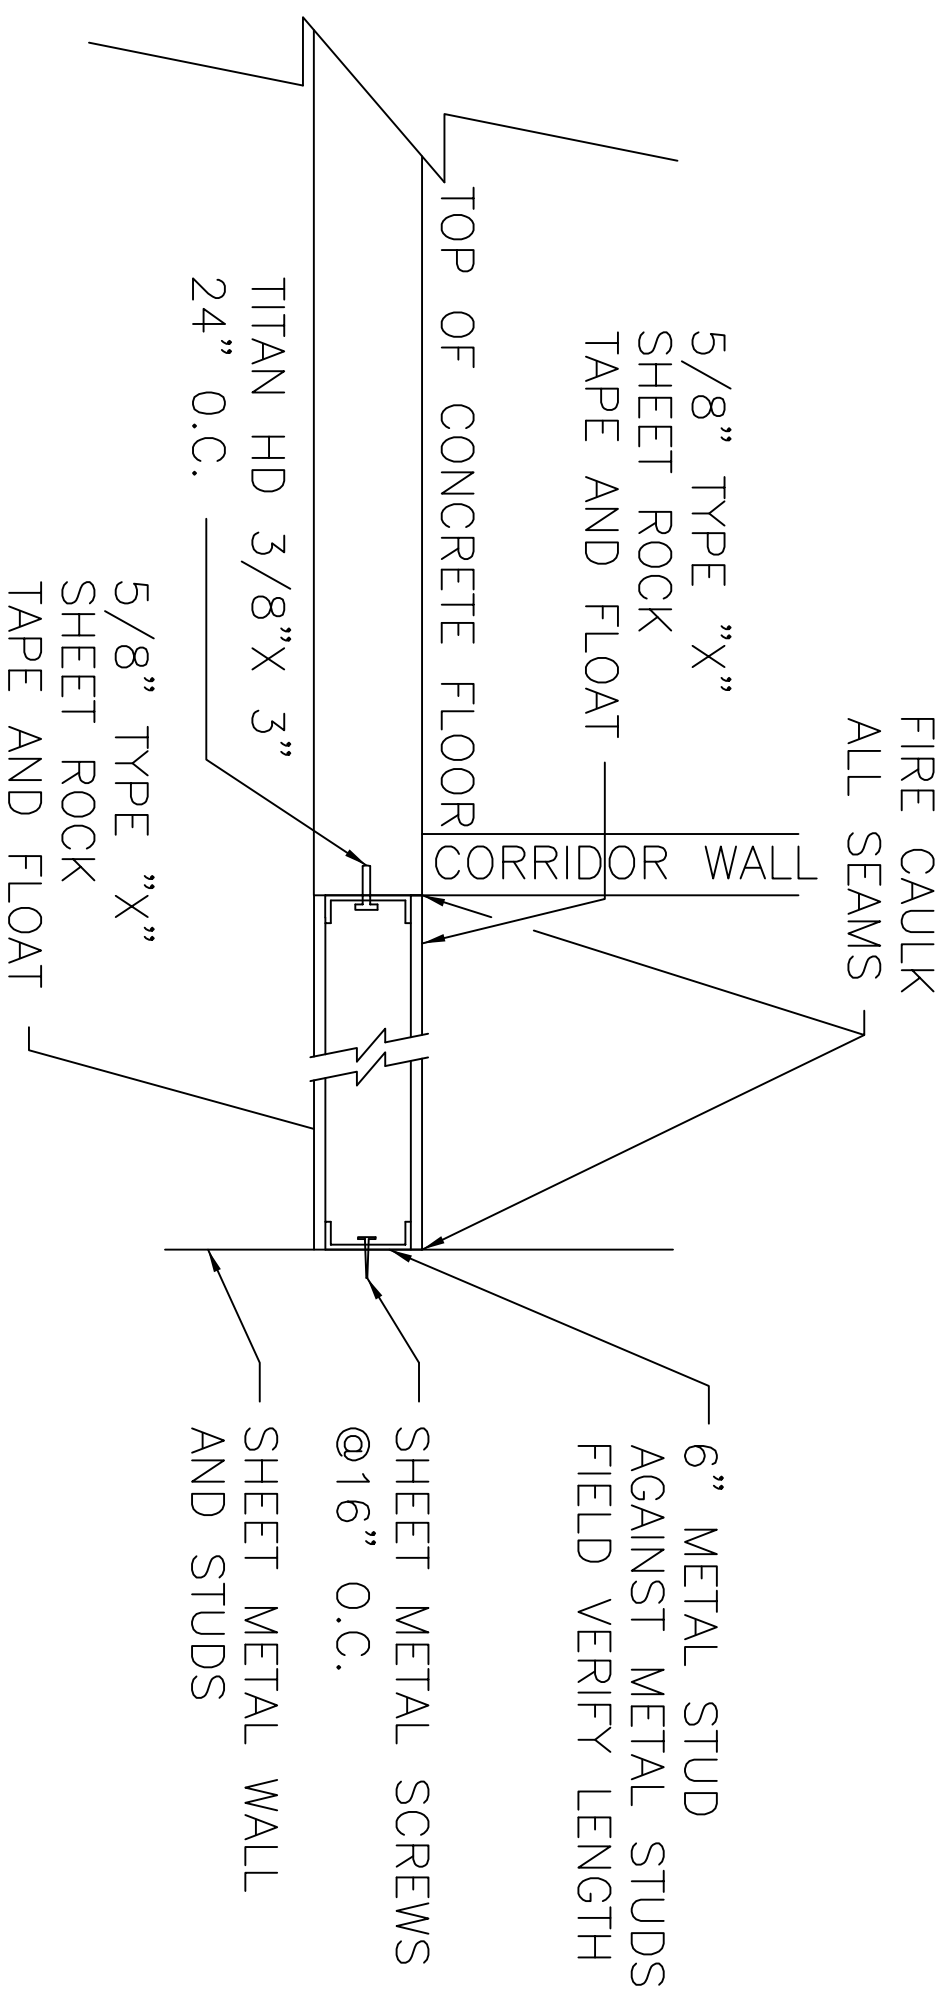 FIRE CAULK
ALL SEAMS
5/8" TYPE "X"
SHEET ROCK
TAPE AND FLOAT
6" METAL STUD
AGAINST METAL STUDS
FIELD VERIFY LENGTH
TOP OF CONCRETE FLOOR
CORRIDOR WALL
SHEET METAL SCREWS
@16" O.C.
TITAN HD 3/8"X 3"
24" O.C.
SHEET METAL WALL
AND STUDS
5/8" TYPE "X"
SHEET ROCK
TAPE AND FLOAT